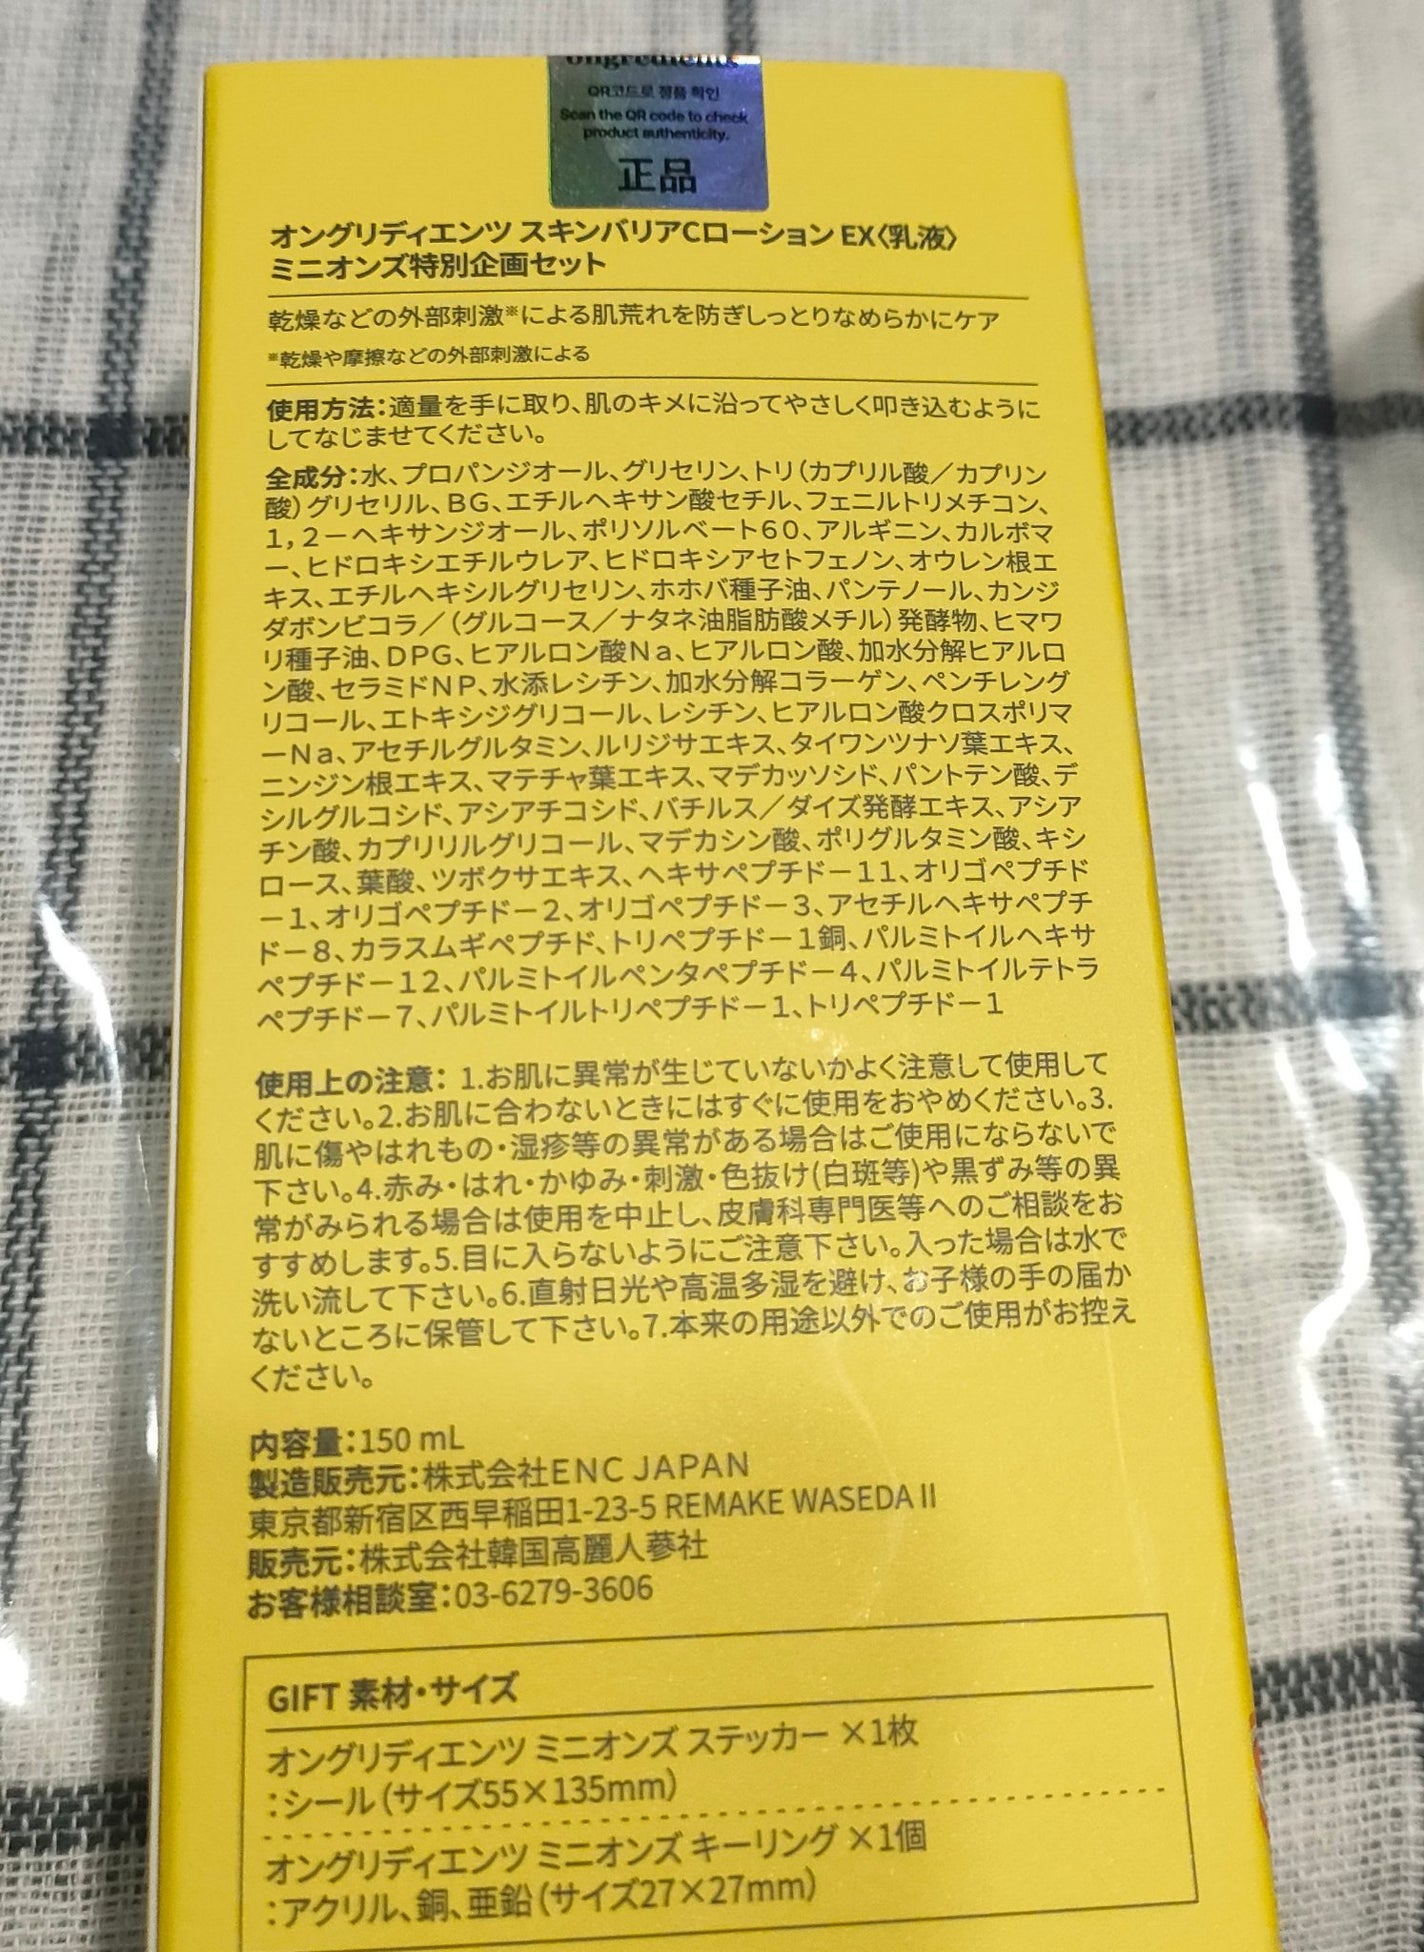 ongredients
QR코드로 정품 확인
Scan the QR code to check
product authenticity.
正品
オングリディエンツ スキンバリアCローション EX〈乳液〉
ミニオンズ特別企画セット
乾燥などの外部刺激※による肌荒れを防ぎしっとりなめらかにケア
※乾燥や摩擦などの外部刺激による
使用方法：適量を手に取り、肌のキメに沿ってやさしく叩き込むように
してなじませてください。
全成分：水、プロパンジオール、グリセリン、トリ（カプリル酸／カプリン
酸）グリセリル、BG、エチルヘキサン酸セチル、フェニルトリメチコン、
1，2－ヘキサンジオール、ポリソルベート60、アルギニン、カルボマ
ー、ヒドロキシエチルウレア、ヒドロキシアセトフェノン、オウレン根エ
キス、エチルヘキシルグリセリン、ホホバ種子油、パンテノール、カンジ
ダボンビコラ／（グルコース／ナタネ油脂肪酸メチル）発酵物、ヒマワ
リ種子油、DPG、ヒアルロン酸Na、ヒアルロン酸、加水分解ヒアルロ
ン酸、セラミドNP、水添レシチン、加水分解コラーゲン、ペンチレング
リコール、エトキシジグリコール、レシチン、ヒアルロン酸クロスポリマ
ーNa、アセチルグルタミン、ルリジサエキス、タイワンツナソ葉エキス、
ニンジン根エキス、マテチャ葉エキス、マデカッソシド、パントテン酸、デ
シルグルコシド、アシアチコシド、バチルス／ダイズ発酵エキス、アシア
チン酸、カプリリルグリコール、マデカシン酸、ポリグルタミン酸、キシ
ロース、葉酸、ツボクサエキス、ヘキサペプチドー11、オリゴペプチド
ー1、オリゴペプチドー2、オリゴペプチドー3、アセチルヘキサペプチ
ドー8、カラスムギペプチド、トリペプチドー1銅、パルミトイルヘキサ
ペプチドー12、パルミトイルペンタペプチドー4、パルミトイルテトラ
ペプチドー7、パルミトイルトリペプチドー1、トリペプチドー1
使用上の注意： 1.お肌に異常が生じていないかよく注意して使用して
ください。2.お肌に合わないときにはすぐに使用をおやめください。3.
肌に傷やはれもの・湿疹等の異常がある場合はご使用にならないで
下さい。4.赤み・はれ・かゆみ・刺激・色抜け(白斑等)や黒ずみ等の異
常がみられる場合は使用を中止し、皮膚科専門医等へのご相談をお
すすめします。5.目に入らないようにご注意下さい。入った場合は水で
洗い流して下さい。6.直射日光や高温多湿を避け、お子様の手の届か
ないところに保管して下さい。7.本来の用途以外でのご使用がお控え
ください。
内容量：150 mL
製造販売元：株式会社ENC JAPAN
東京都新宿区西早稲田1-23-5 REMAKE WASEDA II
販売元：株式会社韓国高麗人蔘社
お客様相談室：03-6279-3606
GIFT 素材・サイズ
オングリディエンツ ミニオンズ ステッカー ×1枚
：シール（サイズ55×135mm）
オングリディエンツ ミニオンズ キーリング ×1個
：アクリル、銅、亜鉛（サイズ27×27mm）